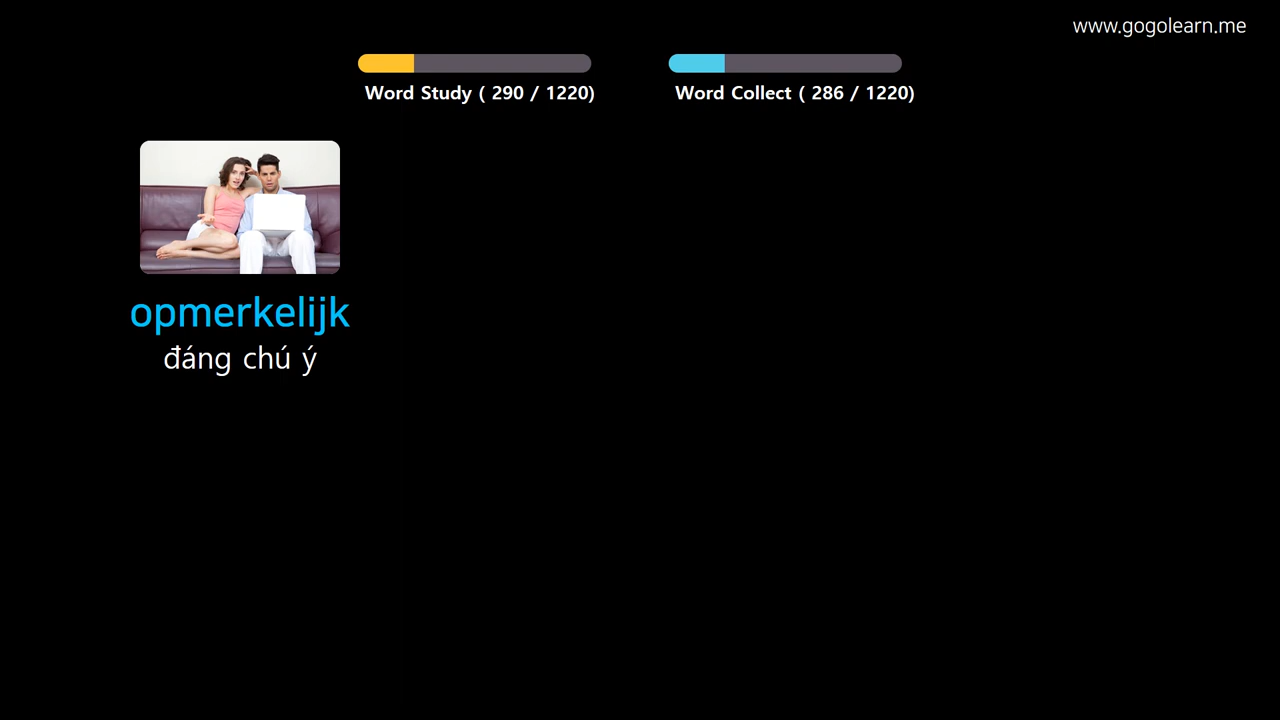 www.gogolearn.me
Word Study ( 290 / 1220)
Word Collect ( 286 / 1220)
opmerkelijk
đáng chú ý